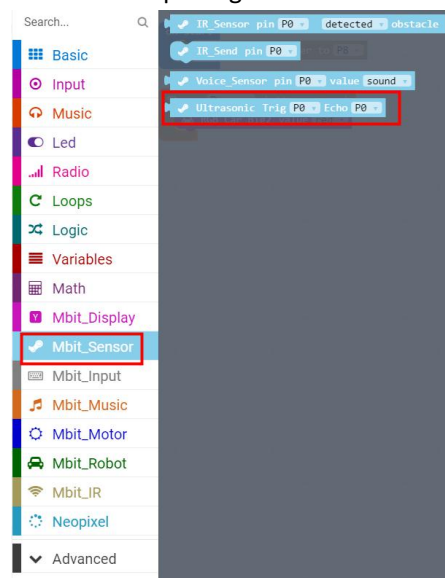 Search...
Basic
Input
Music
Led
Radio
Loops
Logic
Variables
Math
Mbit_Display
Mbit_Sensor
Mbit_Input
Mbit_Music
Mbit_Motor
Mbit_Robot
Mbit_IR
Neopixel
Advanced
IR_Sensor pin P0 detected obstacle
IR_Send pin P0
Voice_Sensor pin P0 value sound
Ultrasonic Trig P0 Echo P0